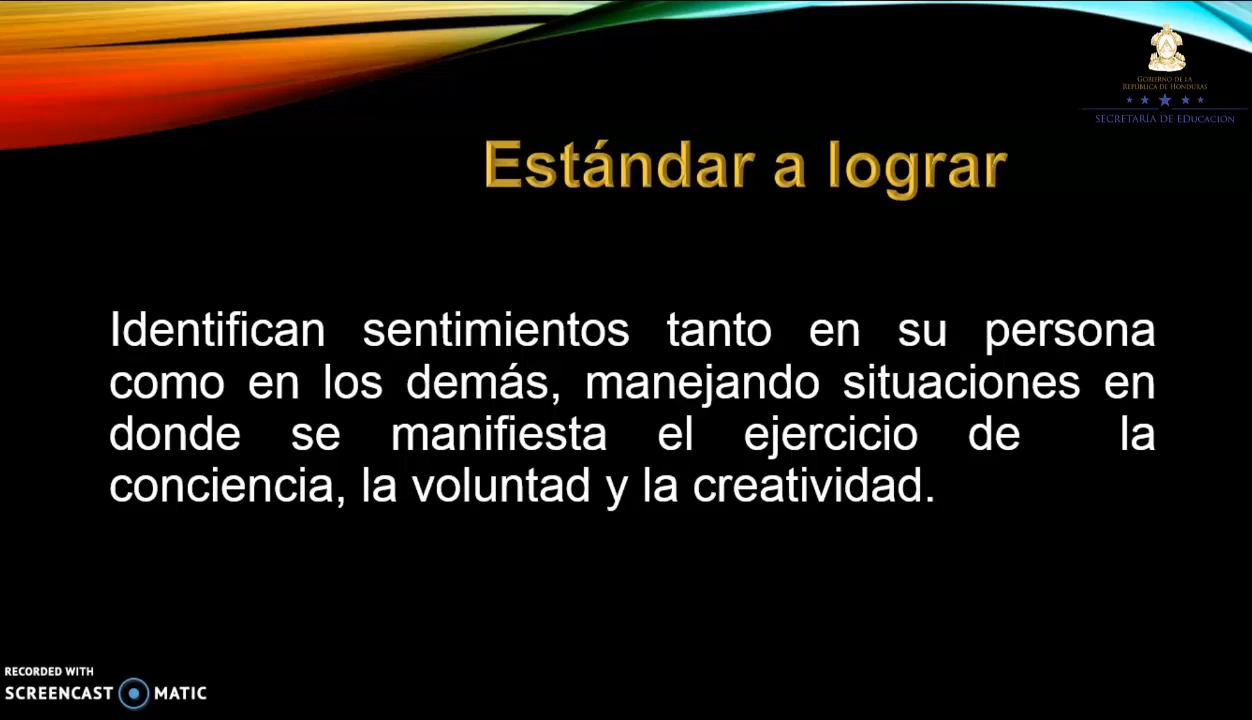 GOBIERNO DE LA
REPÚBLICA DE HONDURAS
SECRETARÍA DE EDUCACIÓN
Estándar a lograr
Identifican sentimientos tanto en su persona
como en los demás, manejando situaciones en
donde se manifiesta el ejercicio de la
conciencia, la voluntad y la creatividad.
RECORDED WITH
SCREENCAST MATIC